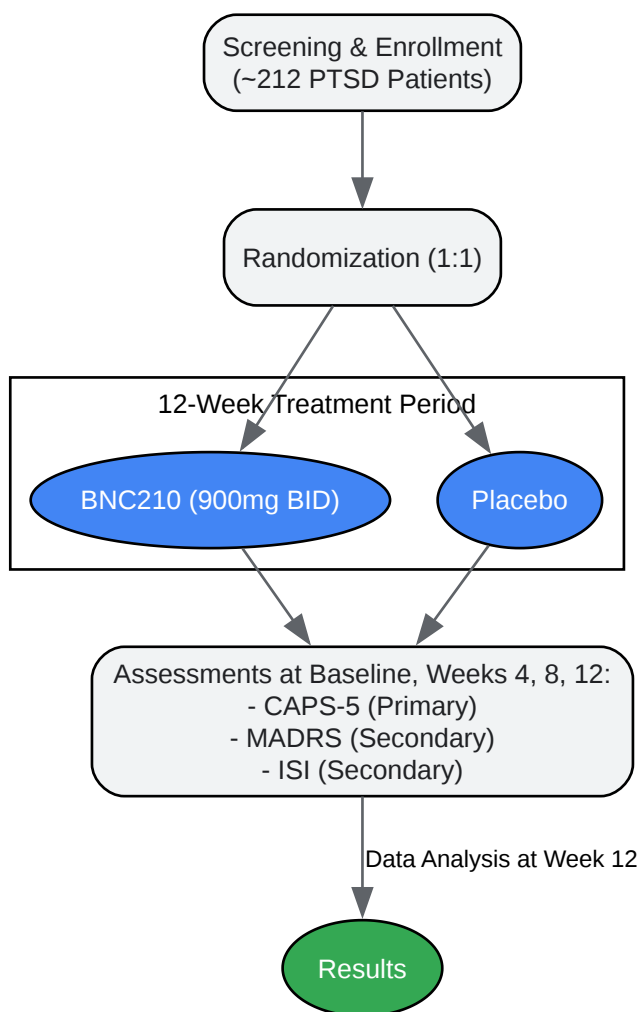 Screening & Enrollment
(~212 PTSD Patients)
Randomization (1:1)
12-Week Treatment Period
BNC210 (900mg BID)
Placebo
Assessments at Baseline, Weeks 4, 8, 12:
- CAPS-5 (Primary)
- MADRS (Secondary)
- ISI (Secondary)
Data Analysis at Week 12
Results